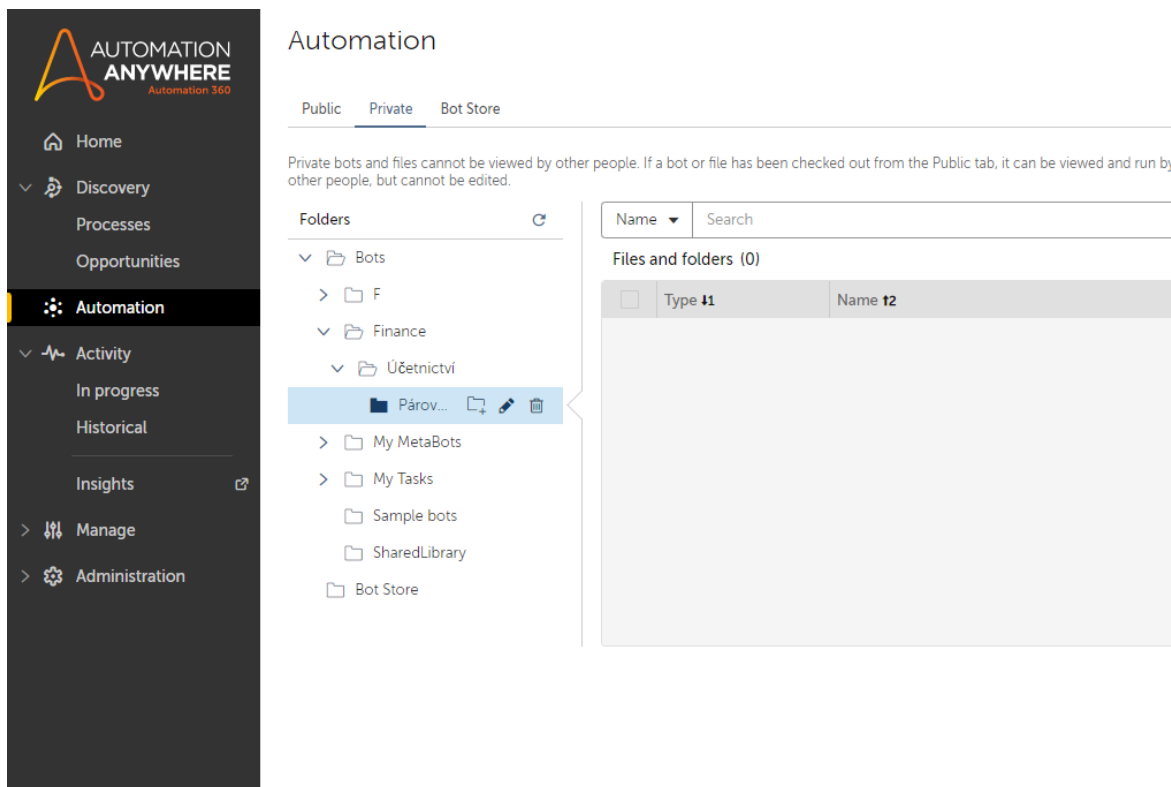 AUTOMATION
ANYWHERE
Automation 360
Home
Discovery
Processes
Opportunities
Automation
Activity
In progress
Historical
Insights
Manage
Administration
Automation
Public Private Bot Store
Private bots and files cannot be viewed by other people. If a bot or file has been checked out from the Public tab, it can be viewed and run by
other people, but cannot be edited.
Folders
Bots
F
Finance
Účetnictví
Párov...
My MetaBots
My Tasks
Sample bots
SharedLibrary
Bot Store
Name Search
Files and folders (0)
Type 1 Name 2